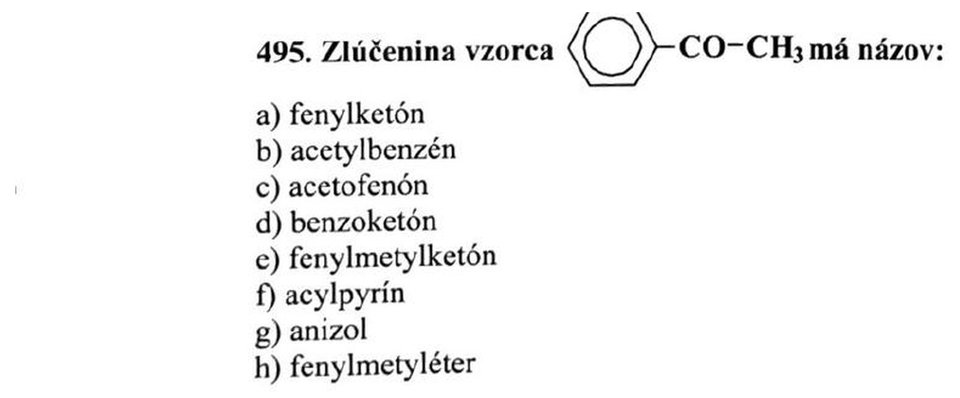 495. Zlúčenina vzorca -CO-CH3 má názov:
a) fenylketón
b) acetylbenzén
c) acetofenón
d) benzoketón
e) fenylmetylketón
f) acylpyrín
g) anizol
h) fenylmetyléter